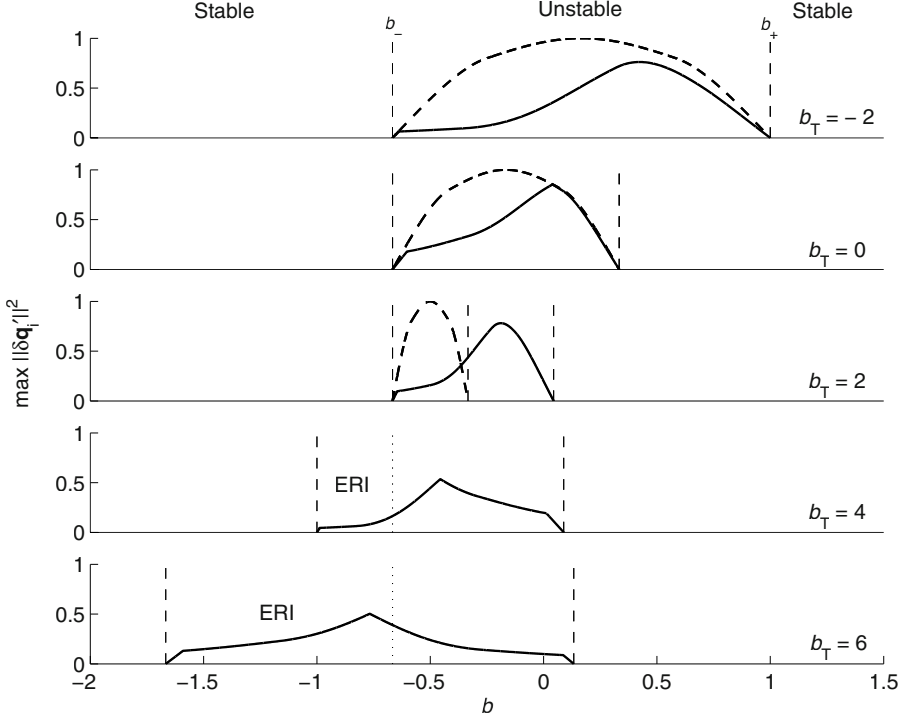 Stable Unstable Stable
b₋ b₊
1
0.5
0
b_T = − 2
1
0.5
0
b_T = 0
max ||δq_i′||²
1
0.5
0
b_T = 2
1
0.5
0
ERI
b_T = 4
1
0.5
0
ERI
b_T = 6
−2 −1.5 −1 −0.5 0 0.5 1 1.5
b